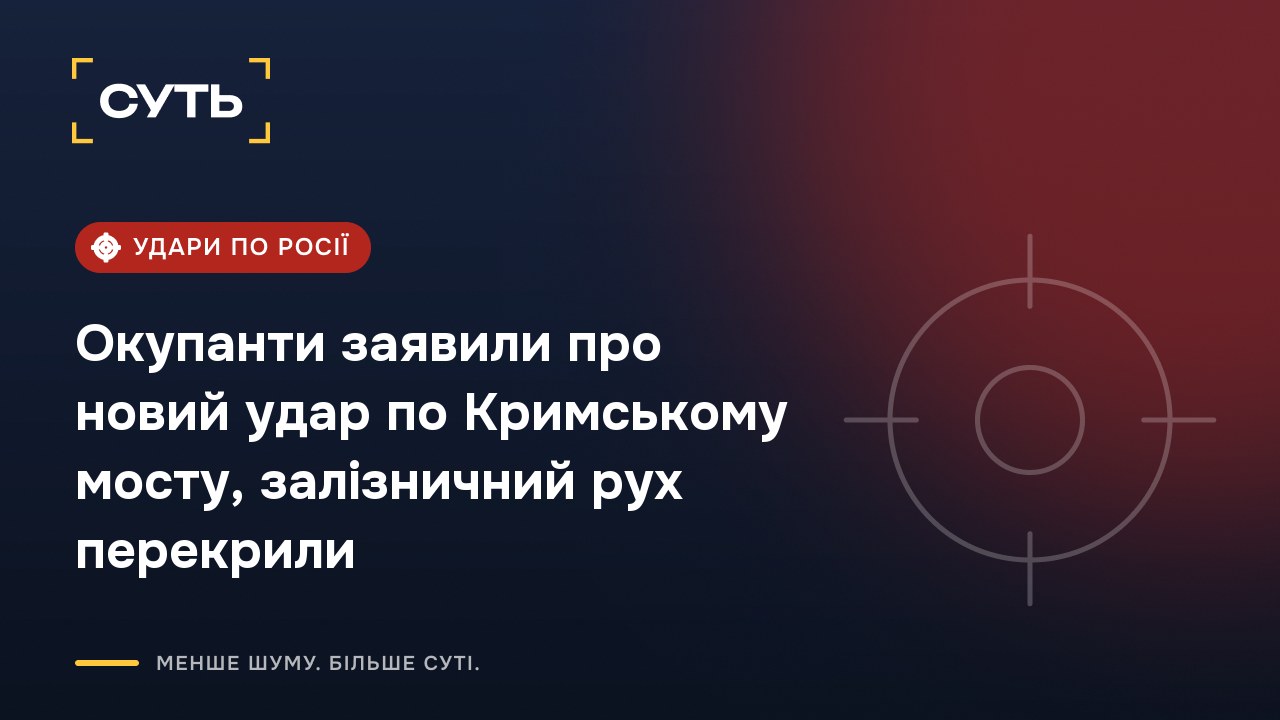 СУТЬ
УДАРИ ПО РОСІЇ
Окупанти заявили про
новий удар по Кримському
мосту, залізничний рух
перекрили
МЕНШЕ ШУМУ. БІЛЬШЕ СУТІ.